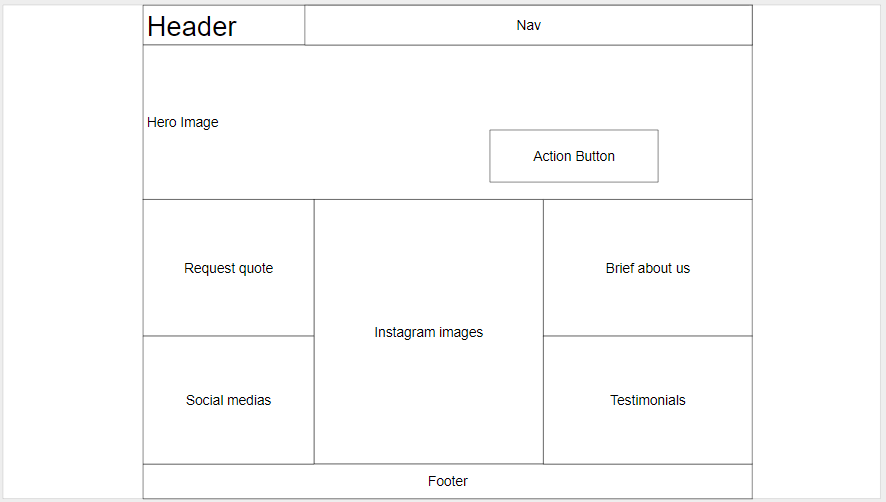 Header
Nav
Hero Image
Action Button
Request quote
Instagram images
Brief about us
Social medias
Testimonials
Footer